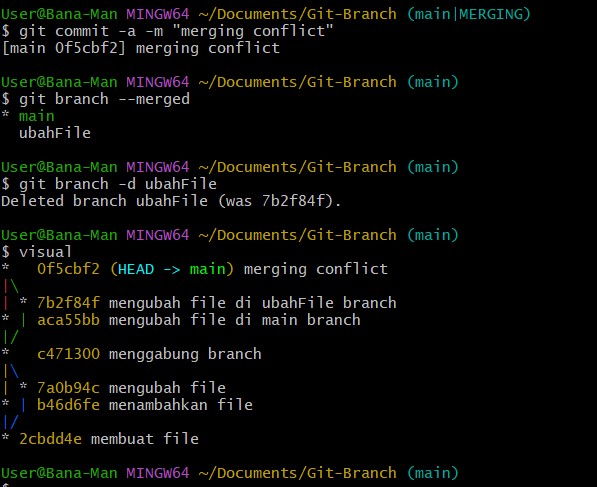 User@Bana-Man MINGW64 ~/Documents/Git-Branch (main|MERGING)
$ git commit -a -m "merging conflict"
[main 0f5cbf2] merging conflict

User@Bana-Man MINGW64 ~/Documents/Git-Branch (main)
$ git branch --merged
* main
  ubahFile

User@Bana-Man MINGW64 ~/Documents/Git-Branch (main)
$ git branch -d ubahFile
Deleted branch ubahFile (was 7b2f84f).

User@Bana-Man MINGW64 ~/Documents/Git-Branch (main)
$ visual
*   0f5cbf2 (HEAD -> main) merging conflict
|\
| * 7b2f84f mengubah file di ubahFile branch
* | aca55bb mengubah file di main branch
|/
*   c471300 menggabung branch
|\
| * 7a0b94c mengubah file
* | b46d6fe menambahkan file
|/
* 2cbdd4e membuat file

User@Bana-Man MINGW64 ~/Documents/Git-Branch (main)
$